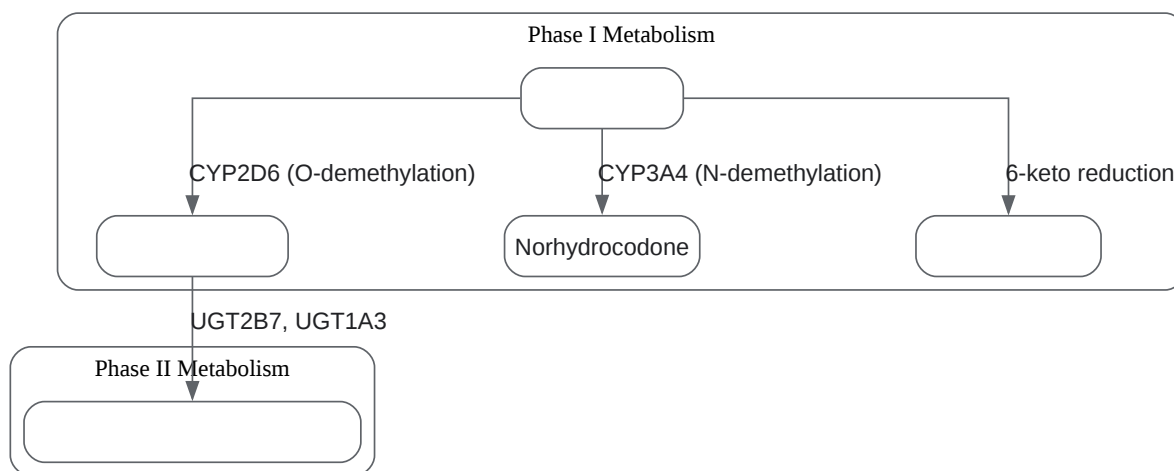 Phase I Metabolism
CYP2D6 (O-demethylation)
CYP3A4 (N-demethylation)
6-keto reduction
Norhydrocodone
UGT2B7, UGT1A3
Phase II Metabolism